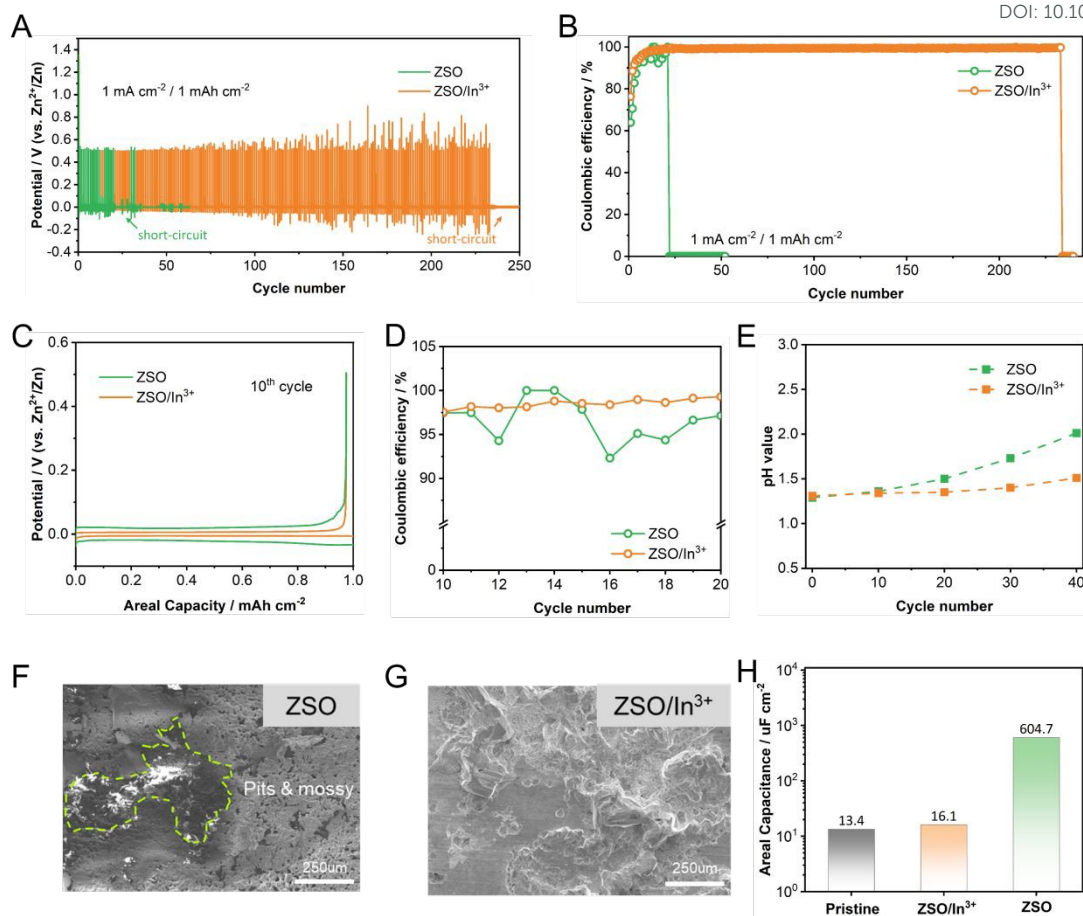 DOI: 10.10
A
1.4
1.2
1.0
0.8
0.6
0.4
0.2
0.0
-0.2
-0.4
Potential / V (vs. Zn²⁺/Zn)
1 mA cm⁻² / 1 mAh cm⁻²
ZSO
ZSO/In³⁺
short-circuit
short-circuit
0 50 100 150 200 250
Cycle number
B
100
80
60
40
20
0
Coulombic efficiency / %
ZSO
ZSO/In³⁺
1 mA cm⁻² / 1 mAh cm⁻²
0 50 100 150 200
Cycle number
C
0.6
0.4
0.2
0.0
Potential / V (vs. Zn²⁺/Zn)
ZSO
ZSO/In³⁺
10th cycle
0.0 0.2 0.4 0.6 0.8 1.0
Areal Capacity / mAh cm⁻²
D
105
100
95
90
0
Coulombic efficiency / %
ZSO
ZSO/In³⁺
10 12 14 16 18 20
Cycle number
E
3.0
2.5
2.0
1.5
1.0
pH value
ZSO
ZSO/In³⁺
0 10 20 30 40
Cycle number
F
ZSO
Pits & mossy
250um
G
ZSO/In³⁺
250um
H
10⁴
10³
10²
10¹
10⁰
Areal Capacitance / uF cm⁻²
13.4
16.1
604.7
Pristine ZSO/In³⁺ ZSO